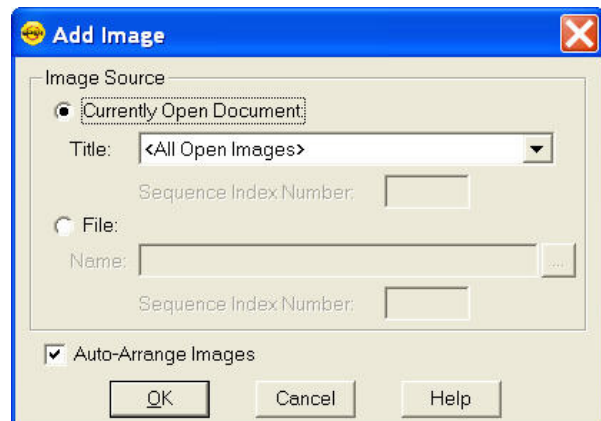 Add Image
Image Source
Currently Open Document:
Title: <All Open Images>
Sequence Index Number:
File:
Name: ...
Sequence Index Number:
Auto-Arrange Images
OK Cancel Help